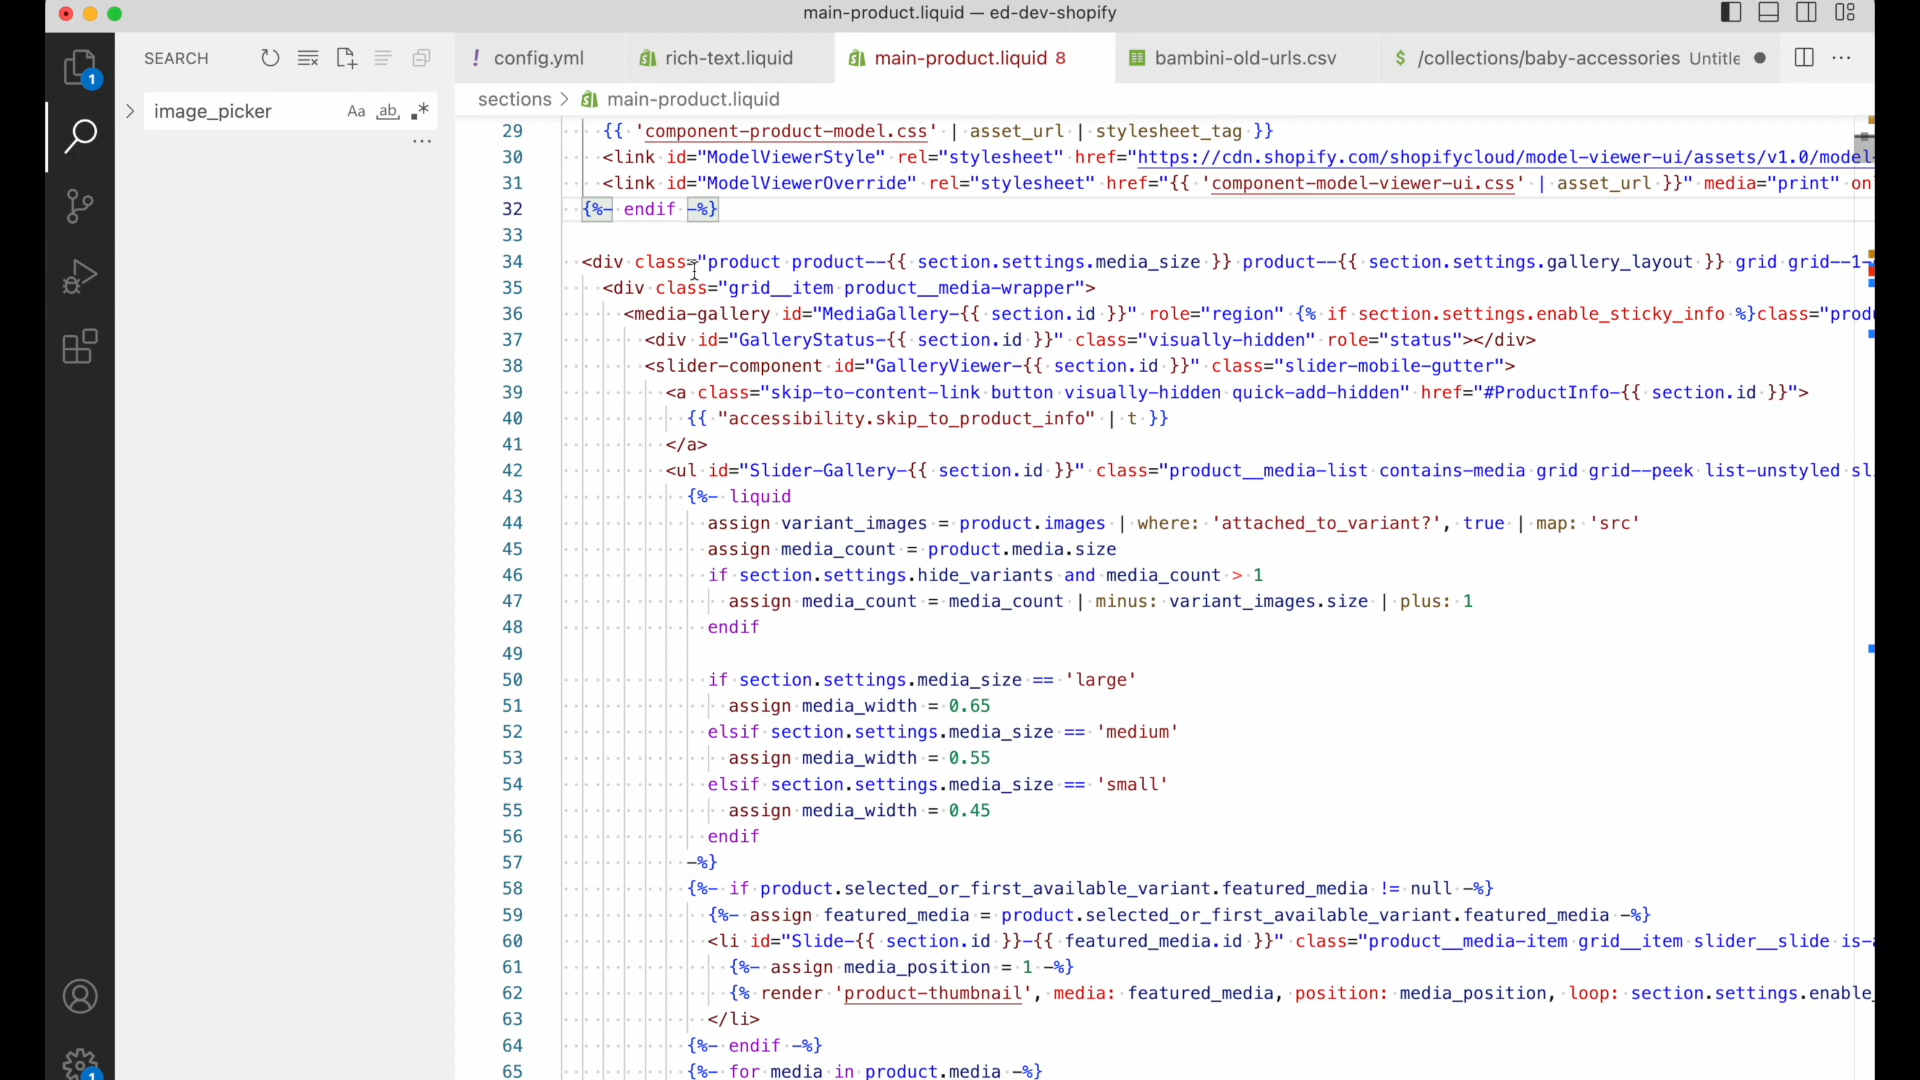 main-product.liquid — ed-dev-shopify
SEARCH
config.yml
rich-text.liquid
main-product.liquid 8
bambini-old-urls.csv
$ /collections/baby-accessories Untitle
1
image_picker
Aa ab .*
sections > main-product.liquid
29 {{ 'component-product-model.css' | asset_url | stylesheet_tag }}
30 <link id="ModelViewerStyle" rel="stylesheet" href="https://cdn.shopify.com/shopifycloud/model-viewer-ui/assets/v1.0/model-
31 <link id="ModelViewerOverride" rel="stylesheet" href="{{ 'component-model-viewer-ui.css' | asset_url }}" media="print" on
32 {%- endif -%}
33
34 <div class="product product--{{ section.settings.media_size }} product--{{ section.settings.gallery_layout }} grid grid--1-
35 <div class="grid__item product__media-wrapper">
36 <media-gallery id="MediaGallery-{{ section.id }}" role="region" {% if section.settings.enable_sticky_info %}class="prod
37 <div id="GalleryStatus-{{ section.id }}" class="visually-hidden" role="status"></div>
38 <slider-component id="GalleryViewer-{{ section.id }}" class="slider-mobile-gutter">
39 <a class="skip-to-content-link button visually-hidden quick-add-hidden" href="#ProductInfo-{{ section.id }}">
40 {{ "accessibility.skip_to_product_info" | t }}
41 </a>
42 <ul id="Slider-Gallery-{{ section.id }}" class="product__media-list contains-media grid grid--peek list-unstyled sl
43 {%- liquid
44 assign variant_images = product.images | where: 'attached_to_variant?', true | map: 'src'
45 assign media_count = product.media.size
46 if section.settings.hide_variants and media_count > 1
47 assign media_count = media_count | minus: variant_images.size | plus: 1
48 endif
49
50 if section.settings.media_size == 'large'
51 assign media_width = 0.65
52 elsif section.settings.media_size == 'medium'
53 assign media_width = 0.55
54 elsif section.settings.media_size == 'small'
55 assign media_width = 0.45
56 endif
57 -%}
58 {%- if product.selected_or_first_available_variant.featured_media != null -%}
59 {%- assign featured_media = product.selected_or_first_available_variant.featured_media -%}
60 <li id="Slide-{{ section.id }}-{{ featured_media.id }}" class="product__media-item grid__item slider__slide is-a
61 {%- assign media_position = 1 -%}
62 {% render 'product-thumbnail', media: featured_media, position: media_position, loop: section.settings.enable_
63 </li>
64 {%- endif -%}
65 {%- for media in product.media -%}
1